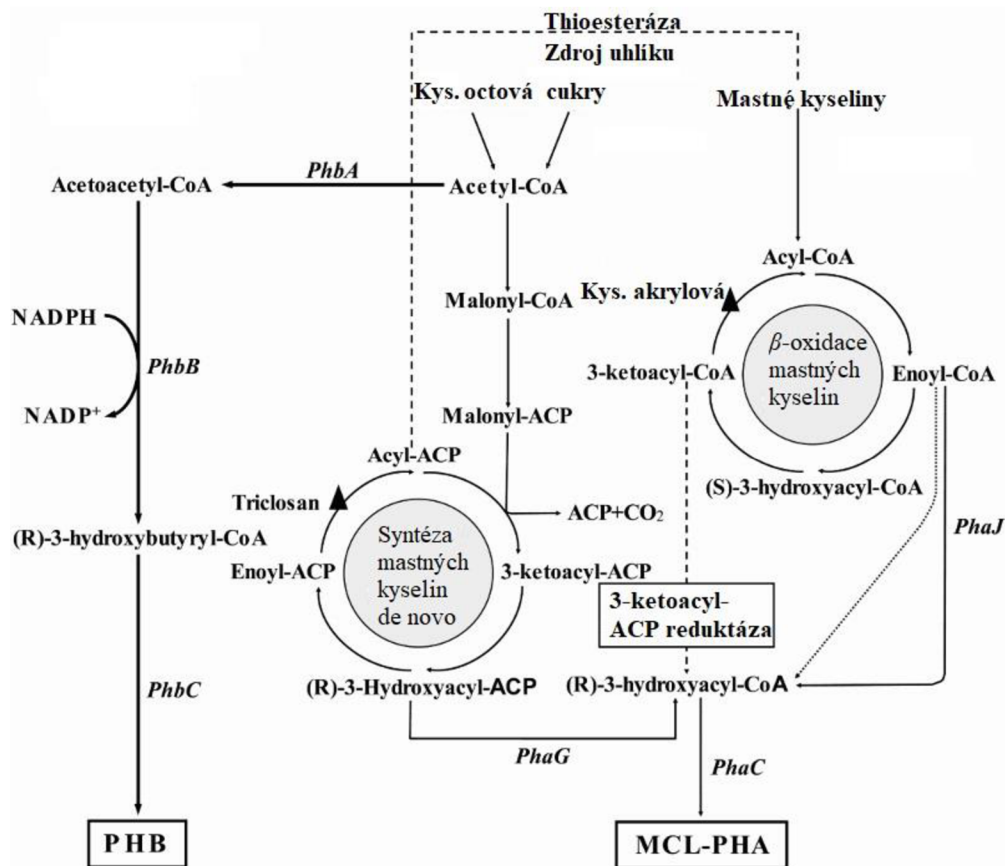 Thioesteráza
Zdroj uhlíku
Kys. octová cukry
Mastné kyseliny
PhbA
Acetoacetyl-CoA
Acetyl-CoA
Acyl-CoA
Malonyl-CoA
Kys. akrylová
NADPH
β-oxidace
mastných
kyselin
PhbB
3-ketoacyl-CoA
Enoyl-CoA
NADP+
Malonyl-ACP
Acyl-ACP
(S)-3-hydroxyacyl-CoA
Triclosan
ACP+CO2
PhaJ
(R)-3-hydroxybutyryl-CoA
Syntéza
mastných
kyselin
de novo
Enoyl-ACP
3-ketoacyl-ACP
3-ketoacyl-
ACP reduktáza
PhbC
(R)-3-Hydroxyacyl-ACP
(R)-3-hydroxyacyl-CoA
PhaG
PhaC
PHB
MCL-PHA